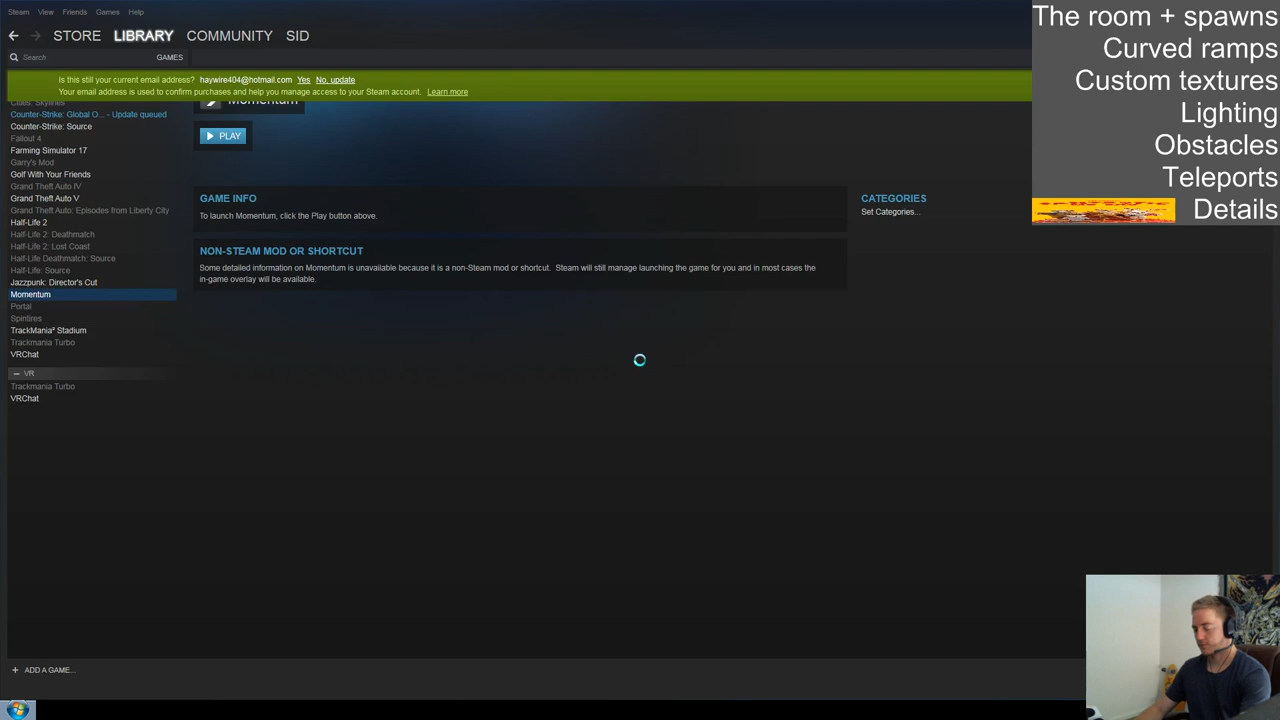 Steam View Friends Games Help
STORE LIBRARY COMMUNITY SID
Search GAMES
Is this still your current email address? haywire404@hotmail.com Yes No, update
Your email address is used to confirm purchases and help you manage access to your Steam account. Learn more
Cities: Skylines
Momentum
Counter-Strike: Global O... - Update queued
Counter-Strike: Source
PLAY
Fallout 4
Farming Simulator 17
Garry's Mod
Golf With Your Friends
Grand Theft Auto IV
Grand Theft Auto V
Grand Theft Auto: Episodes from Liberty City
Half-Life 2
Half-Life 2: Deathmatch
Half-Life 2: Lost Coast
Half-Life Deathmatch: Source
Half-Life: Source
Jazzpunk: Director's Cut
Momentum
Portal
Spintires
TrackMania² Stadium
Trackmania Turbo
VRChat
VR
Trackmania Turbo
VRChat
GAME INFO
To launch Momentum, click the Play button above.
NON-STEAM MOD OR SHORTCUT
Some detailed information on Momentum is unavailable because it is a non-Steam mod or shortcut. Steam will still manage launching the game for you and in most cases the
in-game overlay will be available.
CATEGORIES
Set Categories...
The room + spawns
Curved ramps
Custom textures
Lighting
Obstacles
Teleports
Details
ADD A GAME...